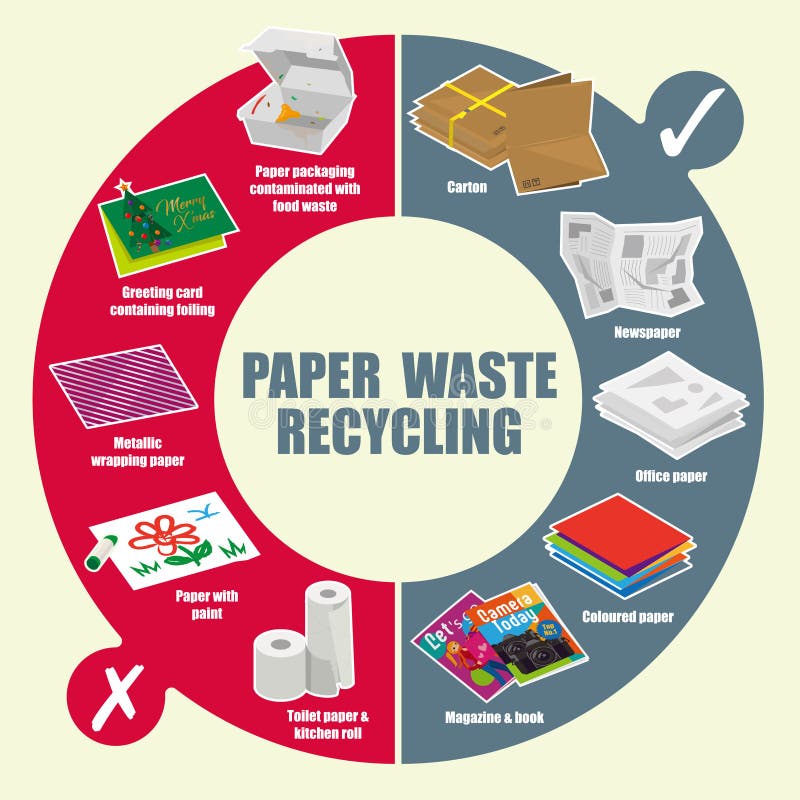 PAPER WASTE
RECYCLING
Paper packaging
contaminated with
food waste
Merry
X'mas
Greeting card
containing foiling
Metallic
wrapping paper
Paper with
paint
Toilet paper &
kitchen roll
Carton
Newspaper
Office paper
Coloured paper
Let's go
Camera
Today
Top
No.1
Magazine & book
dreamstime